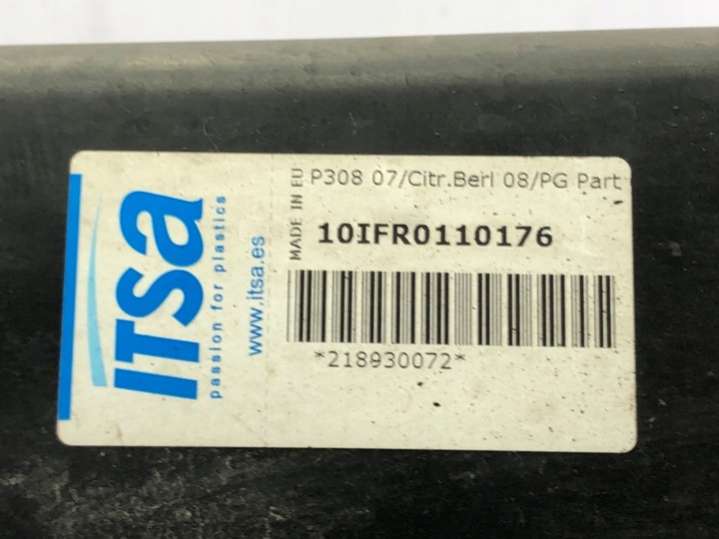 ITSA
passion for plastics
www.itsa.es
MADE IN EU
P308 07/Citr.Berl 08/PG Part
10IFR0110176
*218930072*